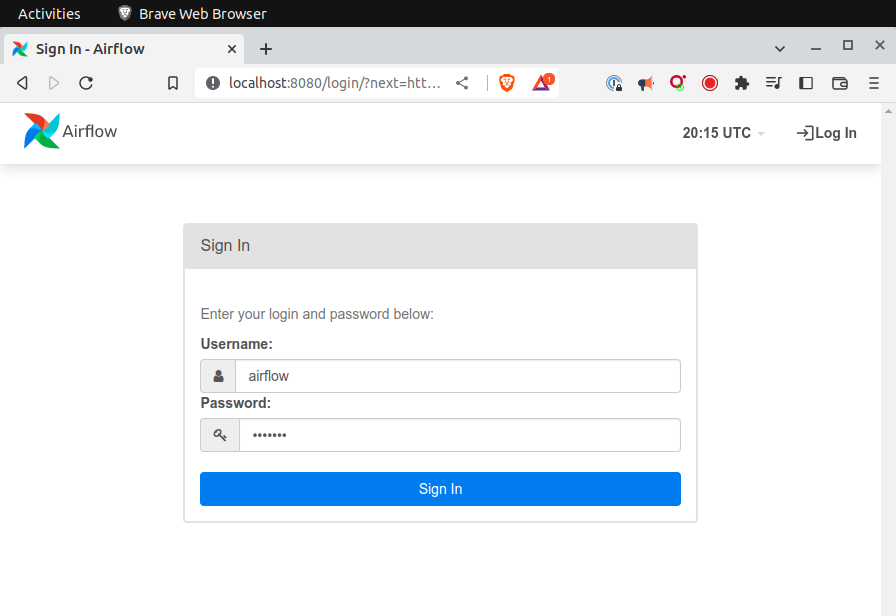 Activities Brave Web Browser
Sign In - Airflow
localhost:8080/login/?next=htt... 1
Airflow 20:15 UTC Log In
Sign In
Enter your login and password below:
Username:
airflow
Password:
•••••••
Sign In